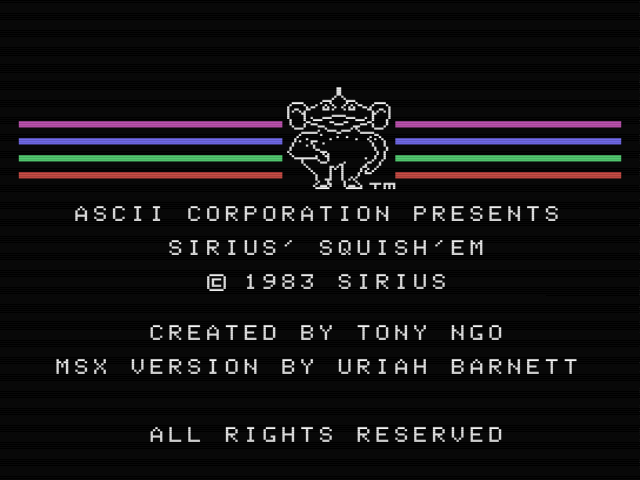 TM
ASCII CORPORATION PRESENTS
SIRIUS' SQUISH'EM
© 1983 SIRIUS
CREATED BY TONY NGO
MSX VERSION BY URIAH BARNETT
ALL RIGHTS RESERVED